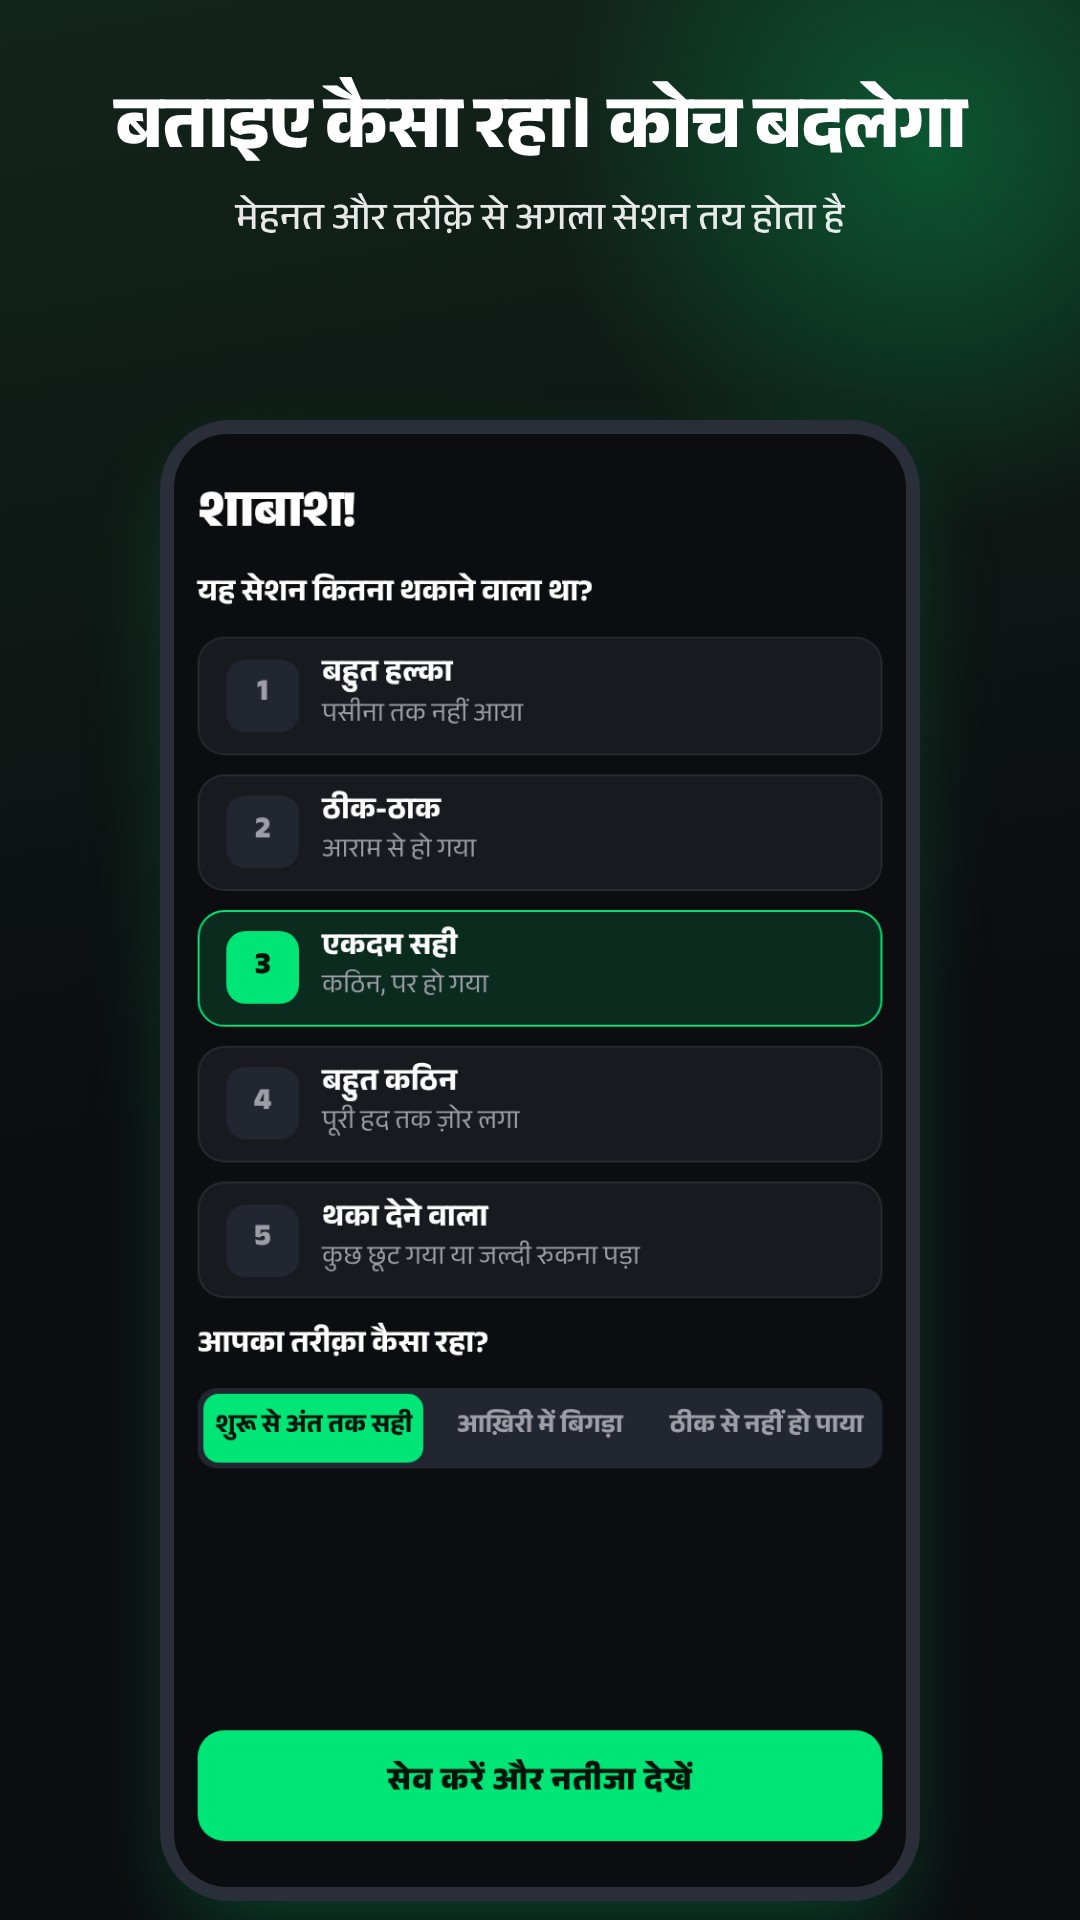 बताइए कैसा रहा। कोच बदलेगा
मेहनत और तरीक़े से अगला सेशन तय होता है
शाबाश!
यह सेशन कितना थकाने वाला था?
1
बहुत हल्का
पसीना तक नहीं आया
2
ठीक-ठाक
आराम से हो गया
3
एकदम सही
कठिन, पर हो गया
4
बहुत कठिन
पूरी हद तक ज़ोर लगा
5
थका देने वाला
कुछ छूट गया या जल्दी रुकना पड़ा
आपका तरीक़ा कैसा रहा?
शुरू से अंत तक सही आख़िरी में बिगड़ा ठीक से नहीं हो पाया
सेव करें और नतीजा देखें